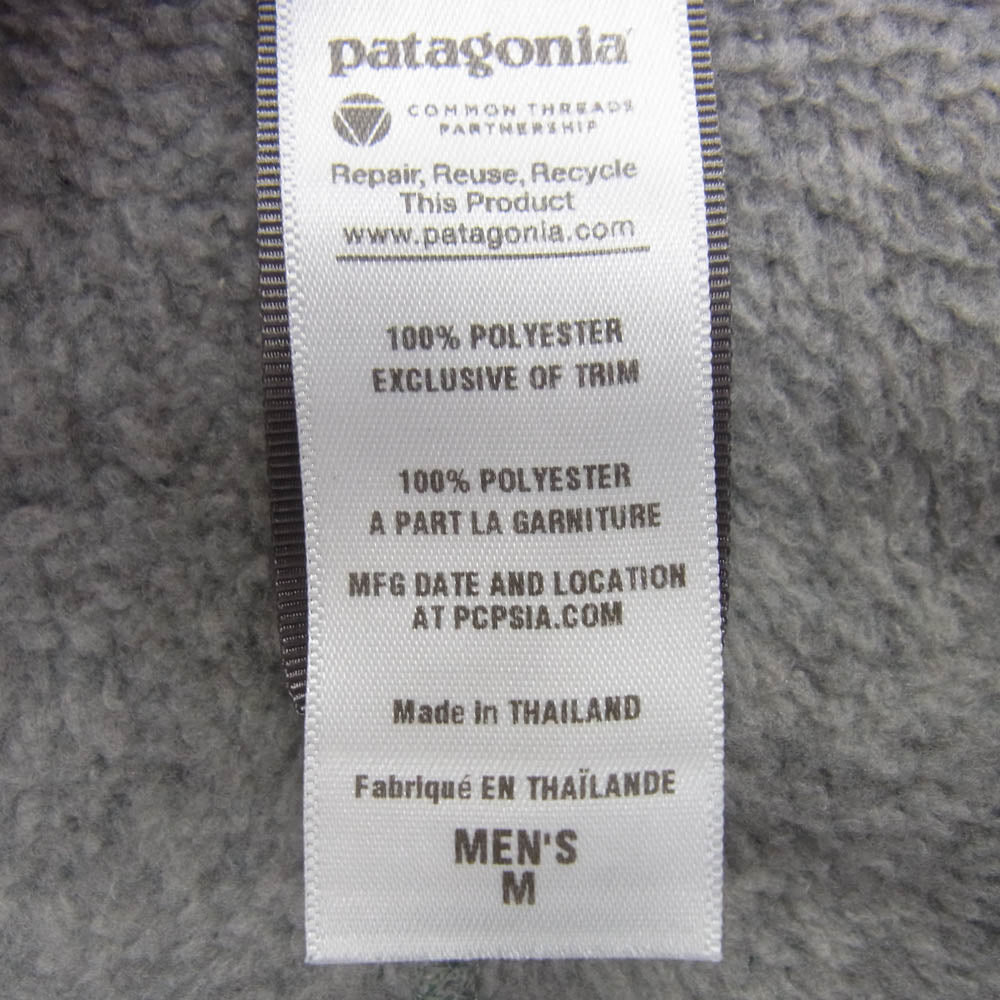 patagonia
COMMON THREADS
PARTNERSHIP
Repair, Reuse, Recycle
This Product
www.patagonia.com
100% POLYESTER
EXCLUSIVE OF TRIM
100% POLYESTER
A PART LA GARNITURE
MFG DATE AND LOCATION
AT PCPSIA.COM
Made in THAILAND
Fabriqué EN THAÏLANDE
MEN'S
M